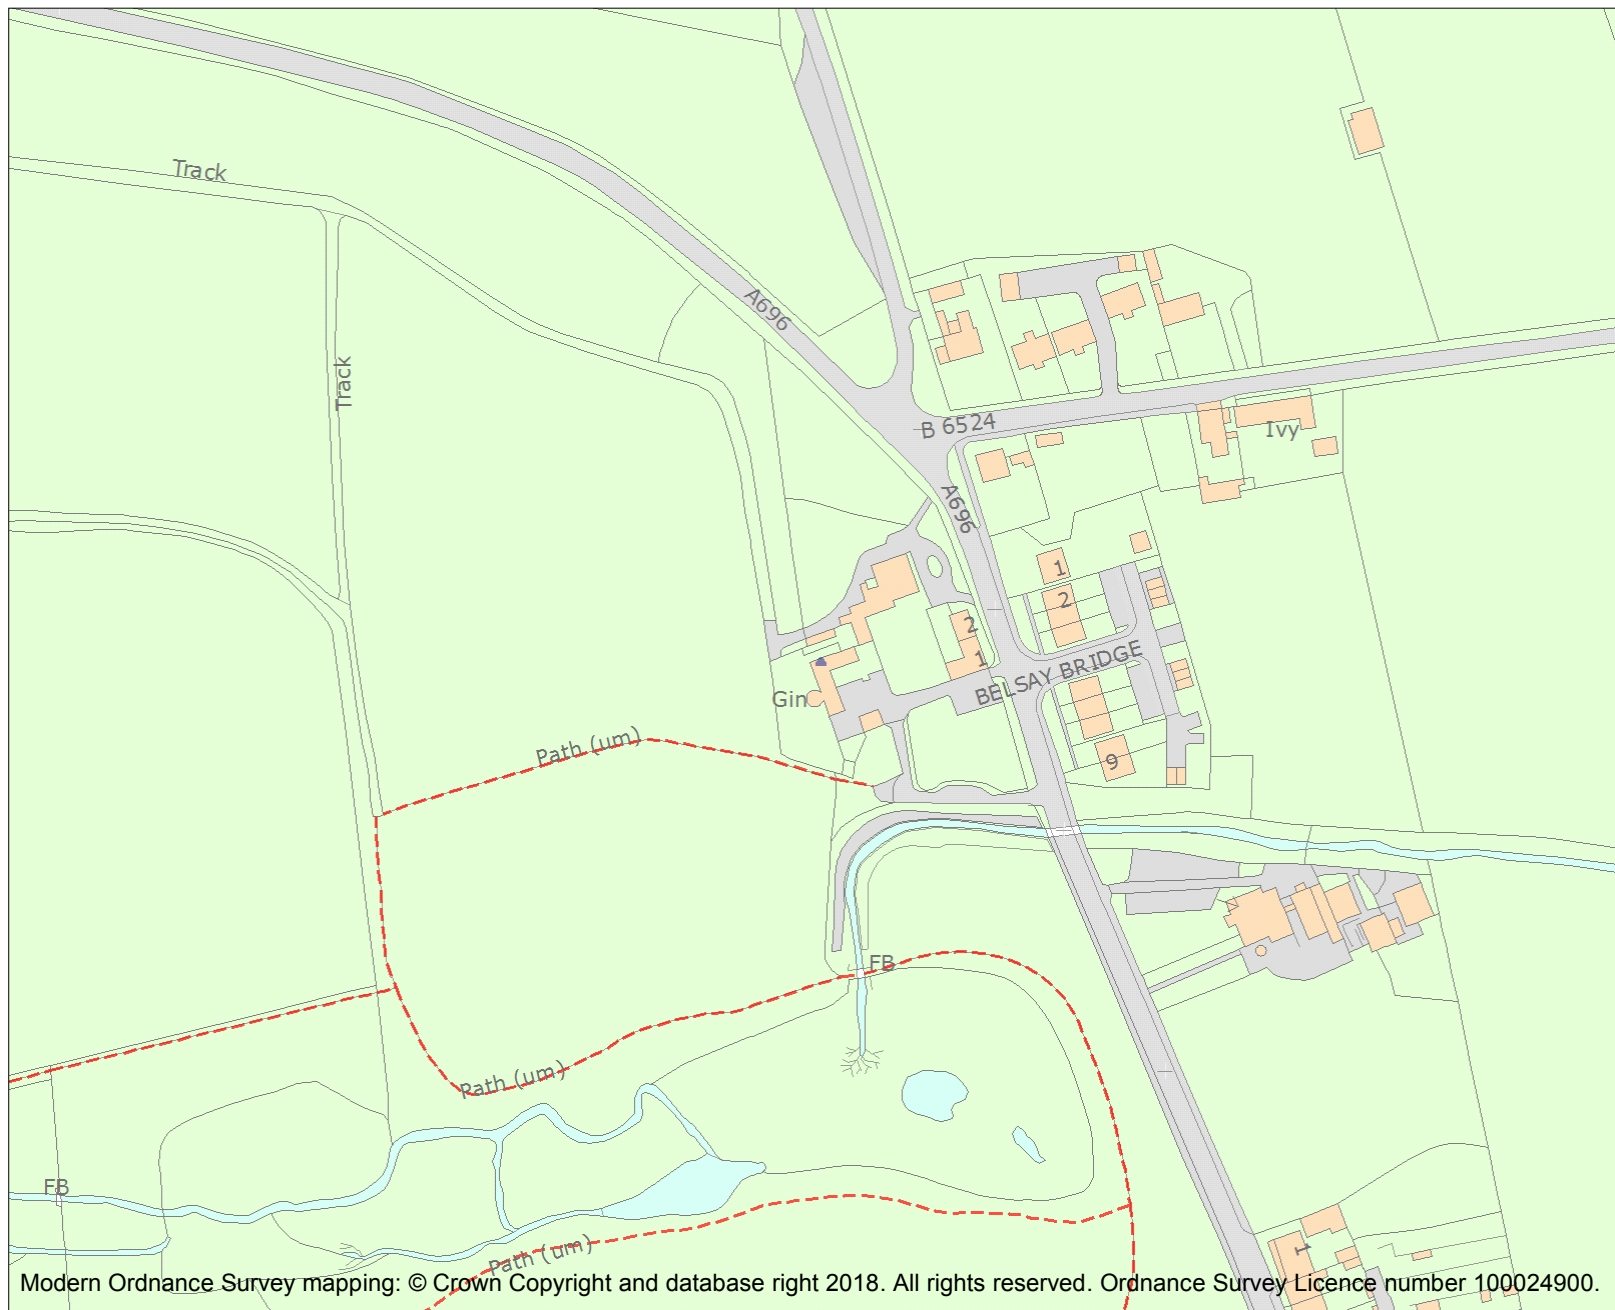 Track
A696
Track
B 6524
Ivy
A696
1
2
2
1
BELSAY BRIDGE
Gin
Path (um)
9
FB
Path (um)
FB
Path (um)
1
Modern Ordnance Survey mapping: © Crown Copyright and database right 2018. All rights reserved. Ordnance Survey Licence number 100024900.